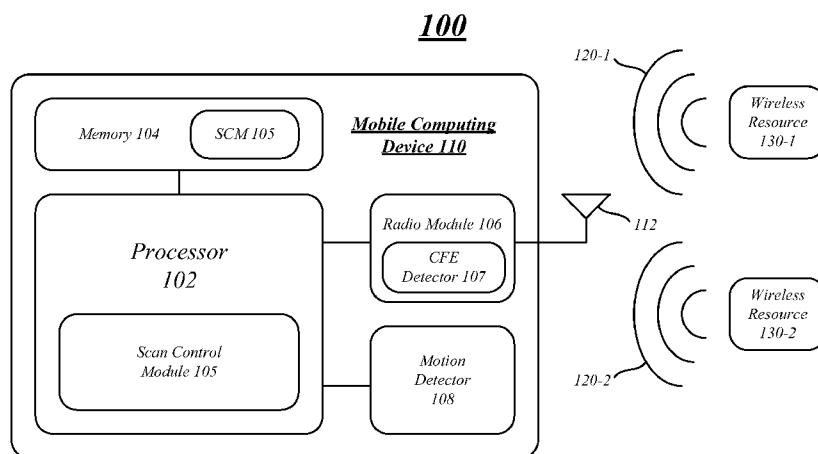 100
120-1
Wireless
Resource
130-1
Memory 104
SCM 105
Mobile Computing
Device 110
Processor
102
Radio Module 106
CFE
Detector 107
112
Scan Control
Module 105
Motion
Detector
108
Wireless
Resource
130-2
120-2